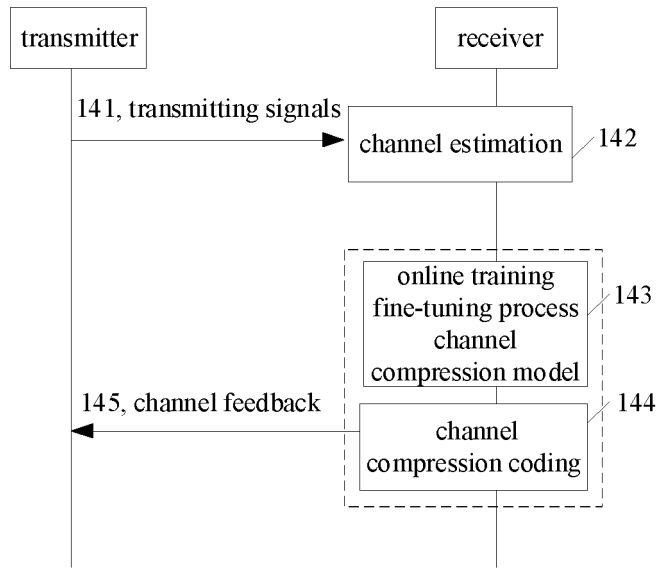 transmitter
receiver
141, transmitting signals
channel estimation
142
online training
fine-tuning process
channel
compression model
143
145, channel feedback
144
channel
compression coding